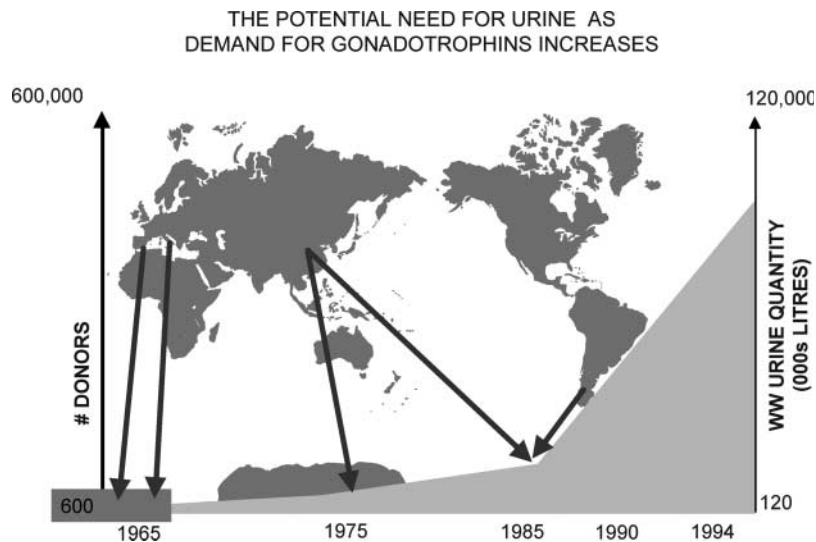 THE POTENTIAL NEED FOR URINE AS
DEMAND FOR GONADOTROPHINS INCREASES
600,000
120,000
# DONORS
WW URINE QUANTITY
(000s LITRES)
600
120
1965
1975
1985
1990
1994